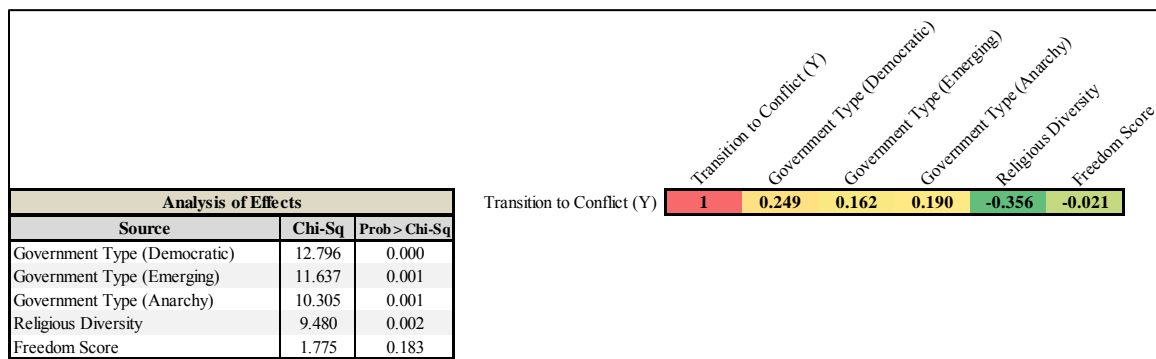 Transition to Conflict (Y)
Government Type (Democratic)
Government Type (Emerging)
Government Type (Anarchy)
Religious Diversity
Freedom Score
Transition to Conflict (Y) 1 0.249 0.162 0.190 -0.356 -0.021
Analysis of Effects
Source Chi-Sq Prob > Chi-Sq
Government Type (Democratic) 12.796 0.000
Government Type (Emerging) 11.637 0.001
Government Type (Anarchy) 10.305 0.001
Religious Diversity 9.480 0.002
Freedom Score 1.775 0.183